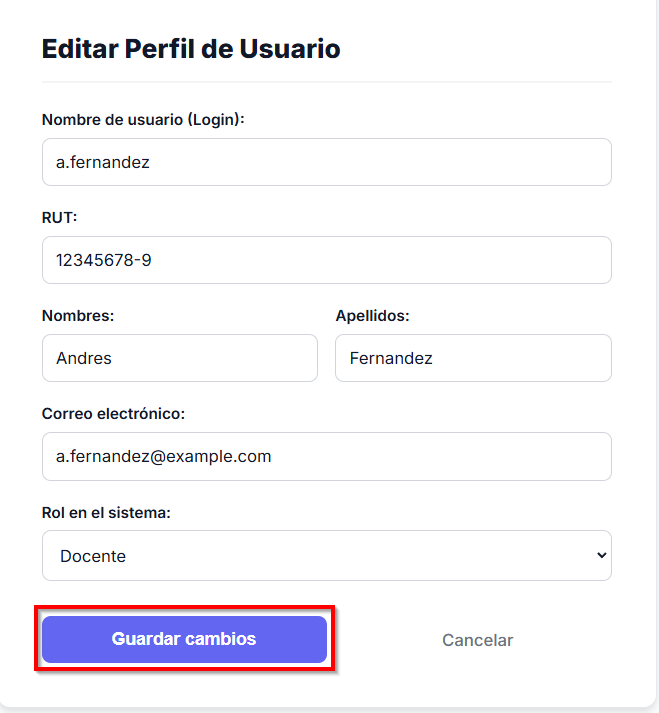 Editar Perfil de Usuario
Nombre de usuario (Login):
a.fernandez
RUT:
12345678-9
Nombres:
Apellidos:
Andres
Fernandez
Correo electrónico:
a.fernandez@example.com
Rol en el sistema:
Docente
Guardar cambios
Cancelar